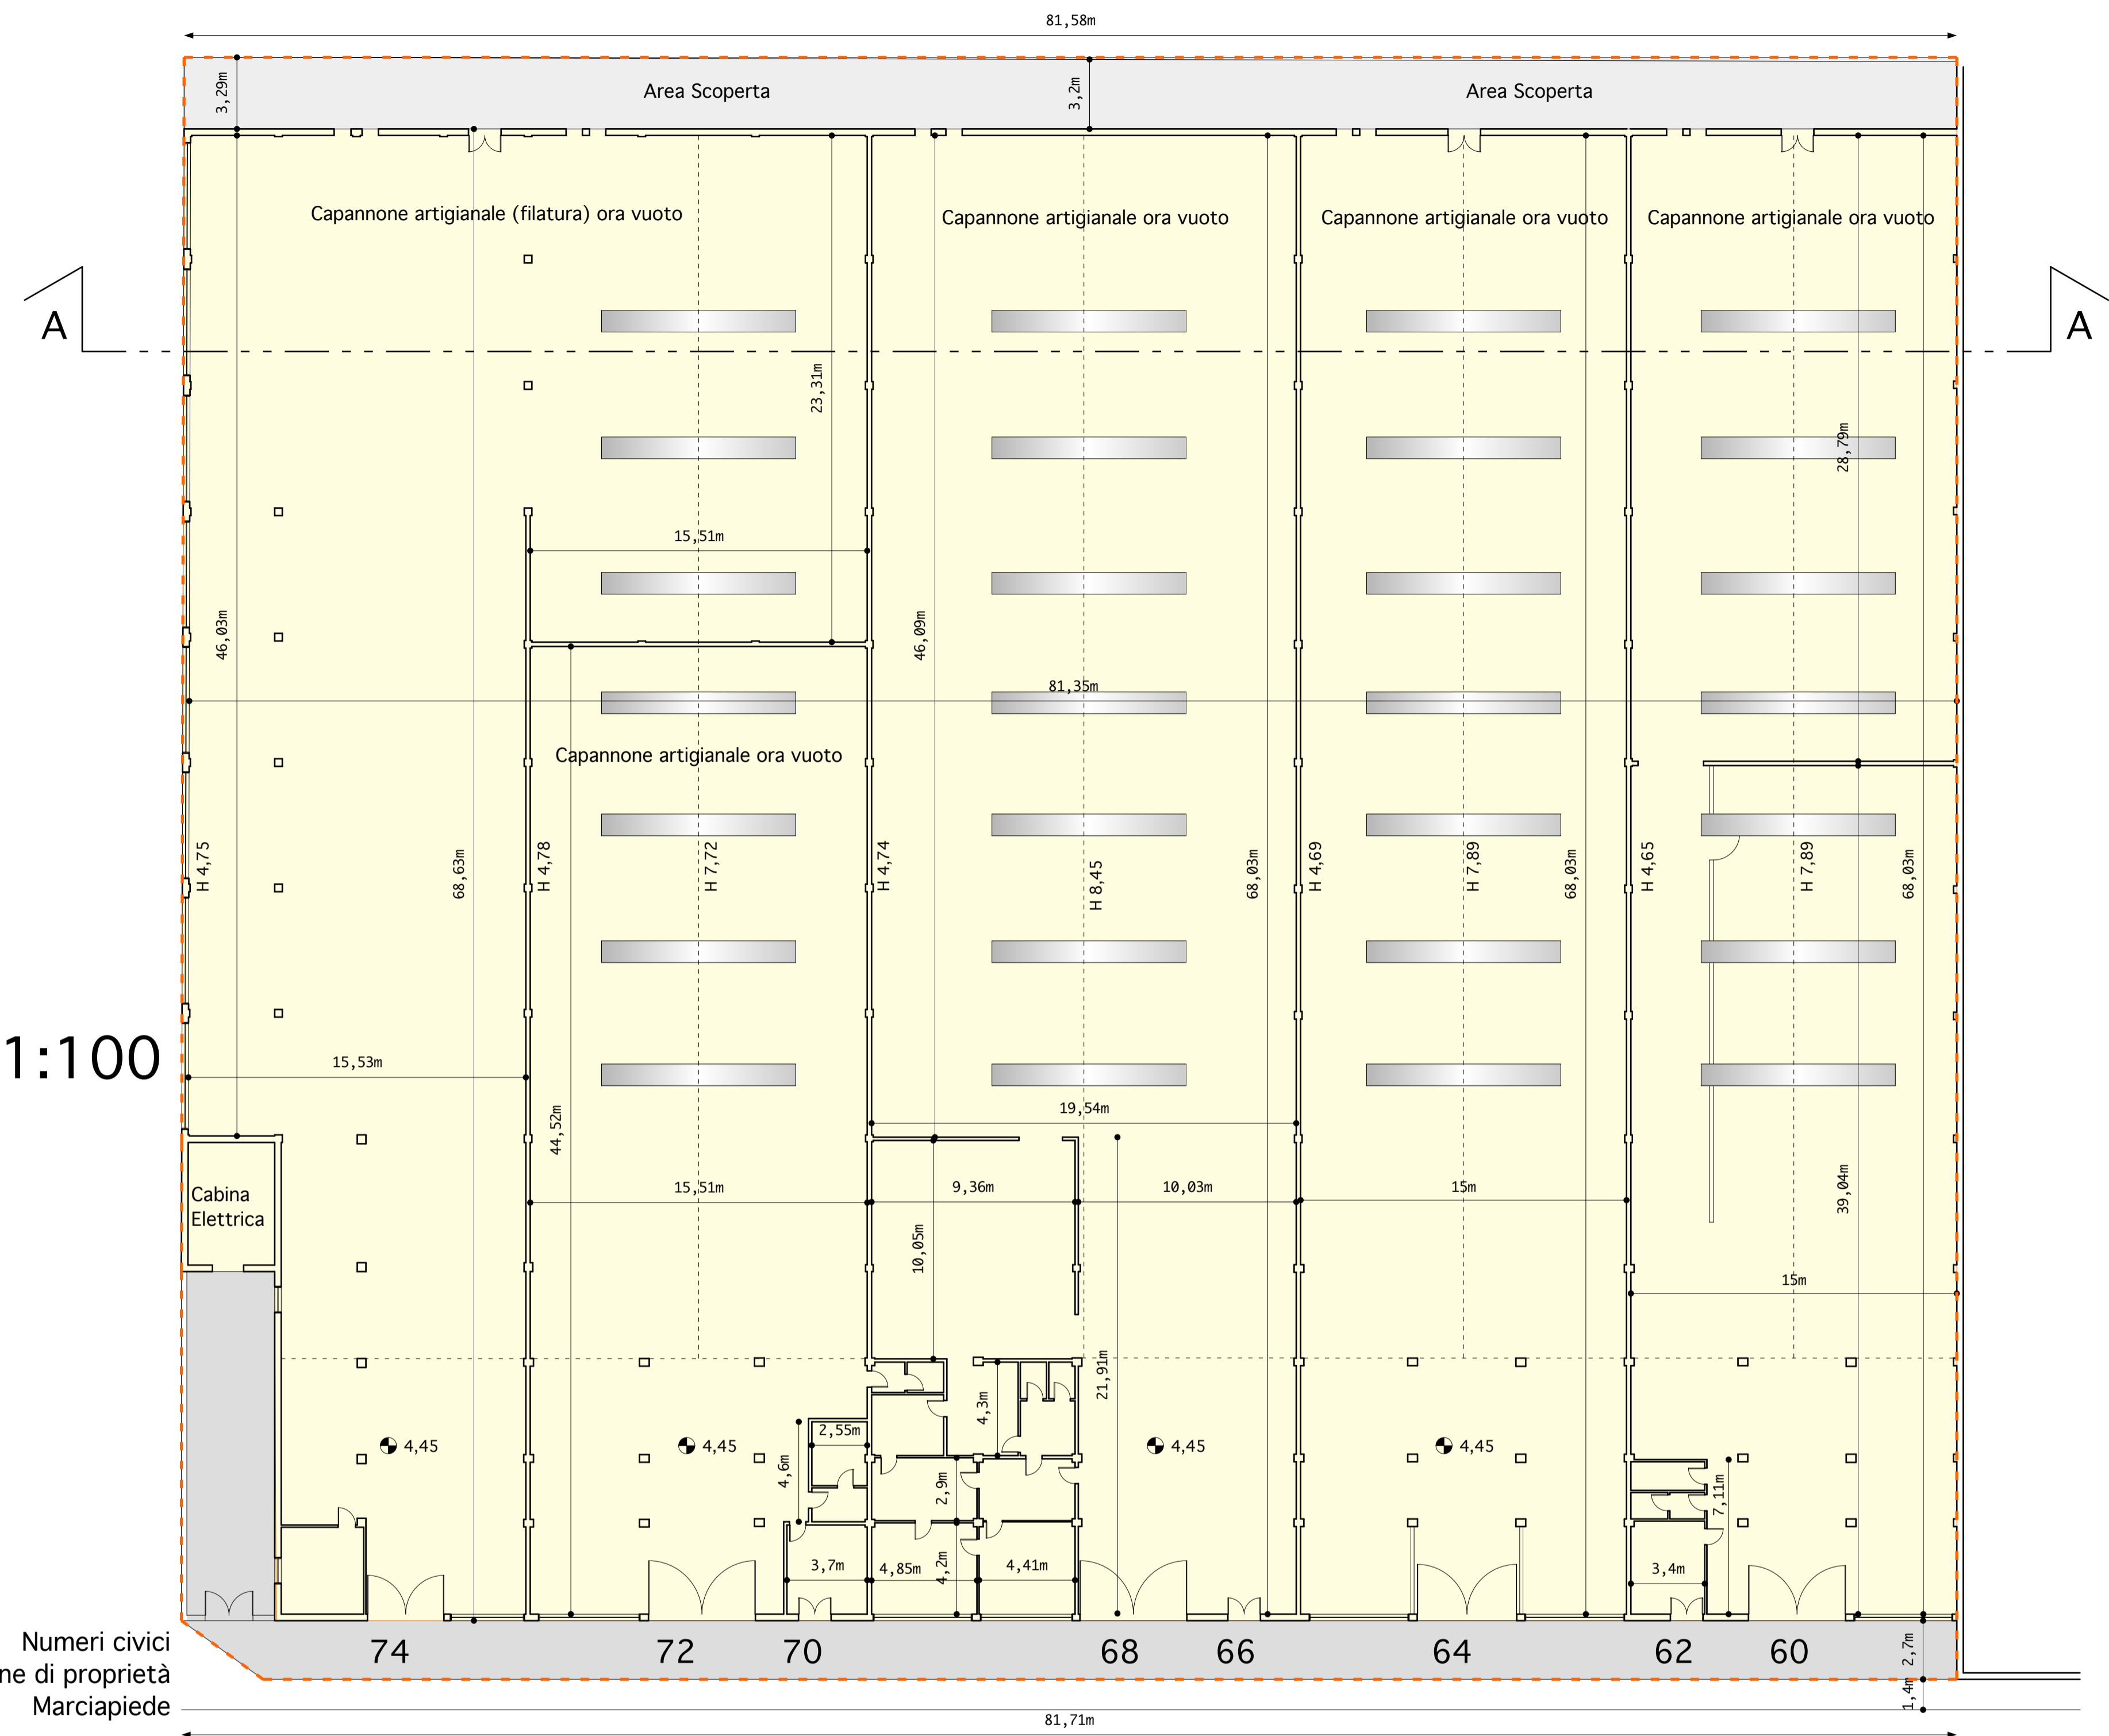 81,58m
3,29m
Area Scoperta
3,2m
Area Scoperta
Capannone artigianale (filatura) ora vuoto
Capannone artigianale ora vuoto
Capannone artigianale ora vuoto
Capannone artigianale ora vuoto
A
A
23,31m
28,79m
15,51m
46,03m
46,09m
81,35m
Capannone artigianale ora vuoto
H 4,75
68,63m
H 4,78
H 7,72
H 4,74
H 8,45
68,03m
H 4,69
H 7,89
68,03m
H 4,65
H 7,89
68,03m
1:100
15,53m
44,52m
19,54m
15,51m
9,36m
10,03m
15m
39,04m
Cabina
Elettrica
10,05m
15m
21,91m
4,3m
4,45
4,45
2,55m
4,45
4,45
4,6m
2,9m
7,11m
3,7m
4,85m
4,2m
4,41m
3,4m
Numeri civici
ne di proprietà
Marciapiede
74
72
70
68
66
64
62
60
2,7m
1,4m
81,71m